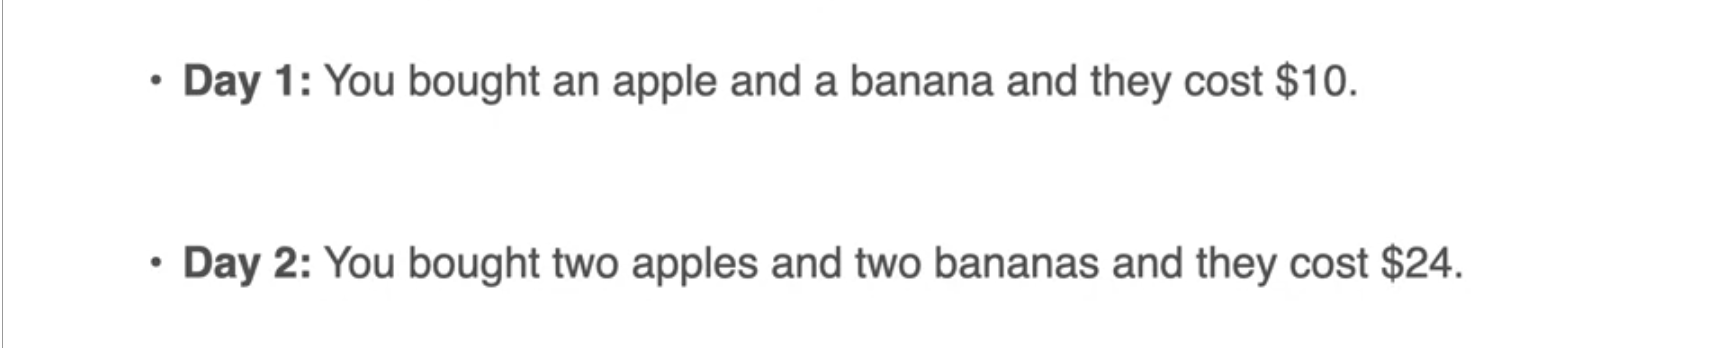 • Day 1: You bought an apple and a banana and they cost $10.
• Day 2: You bought two apples and two bananas and they cost $24.